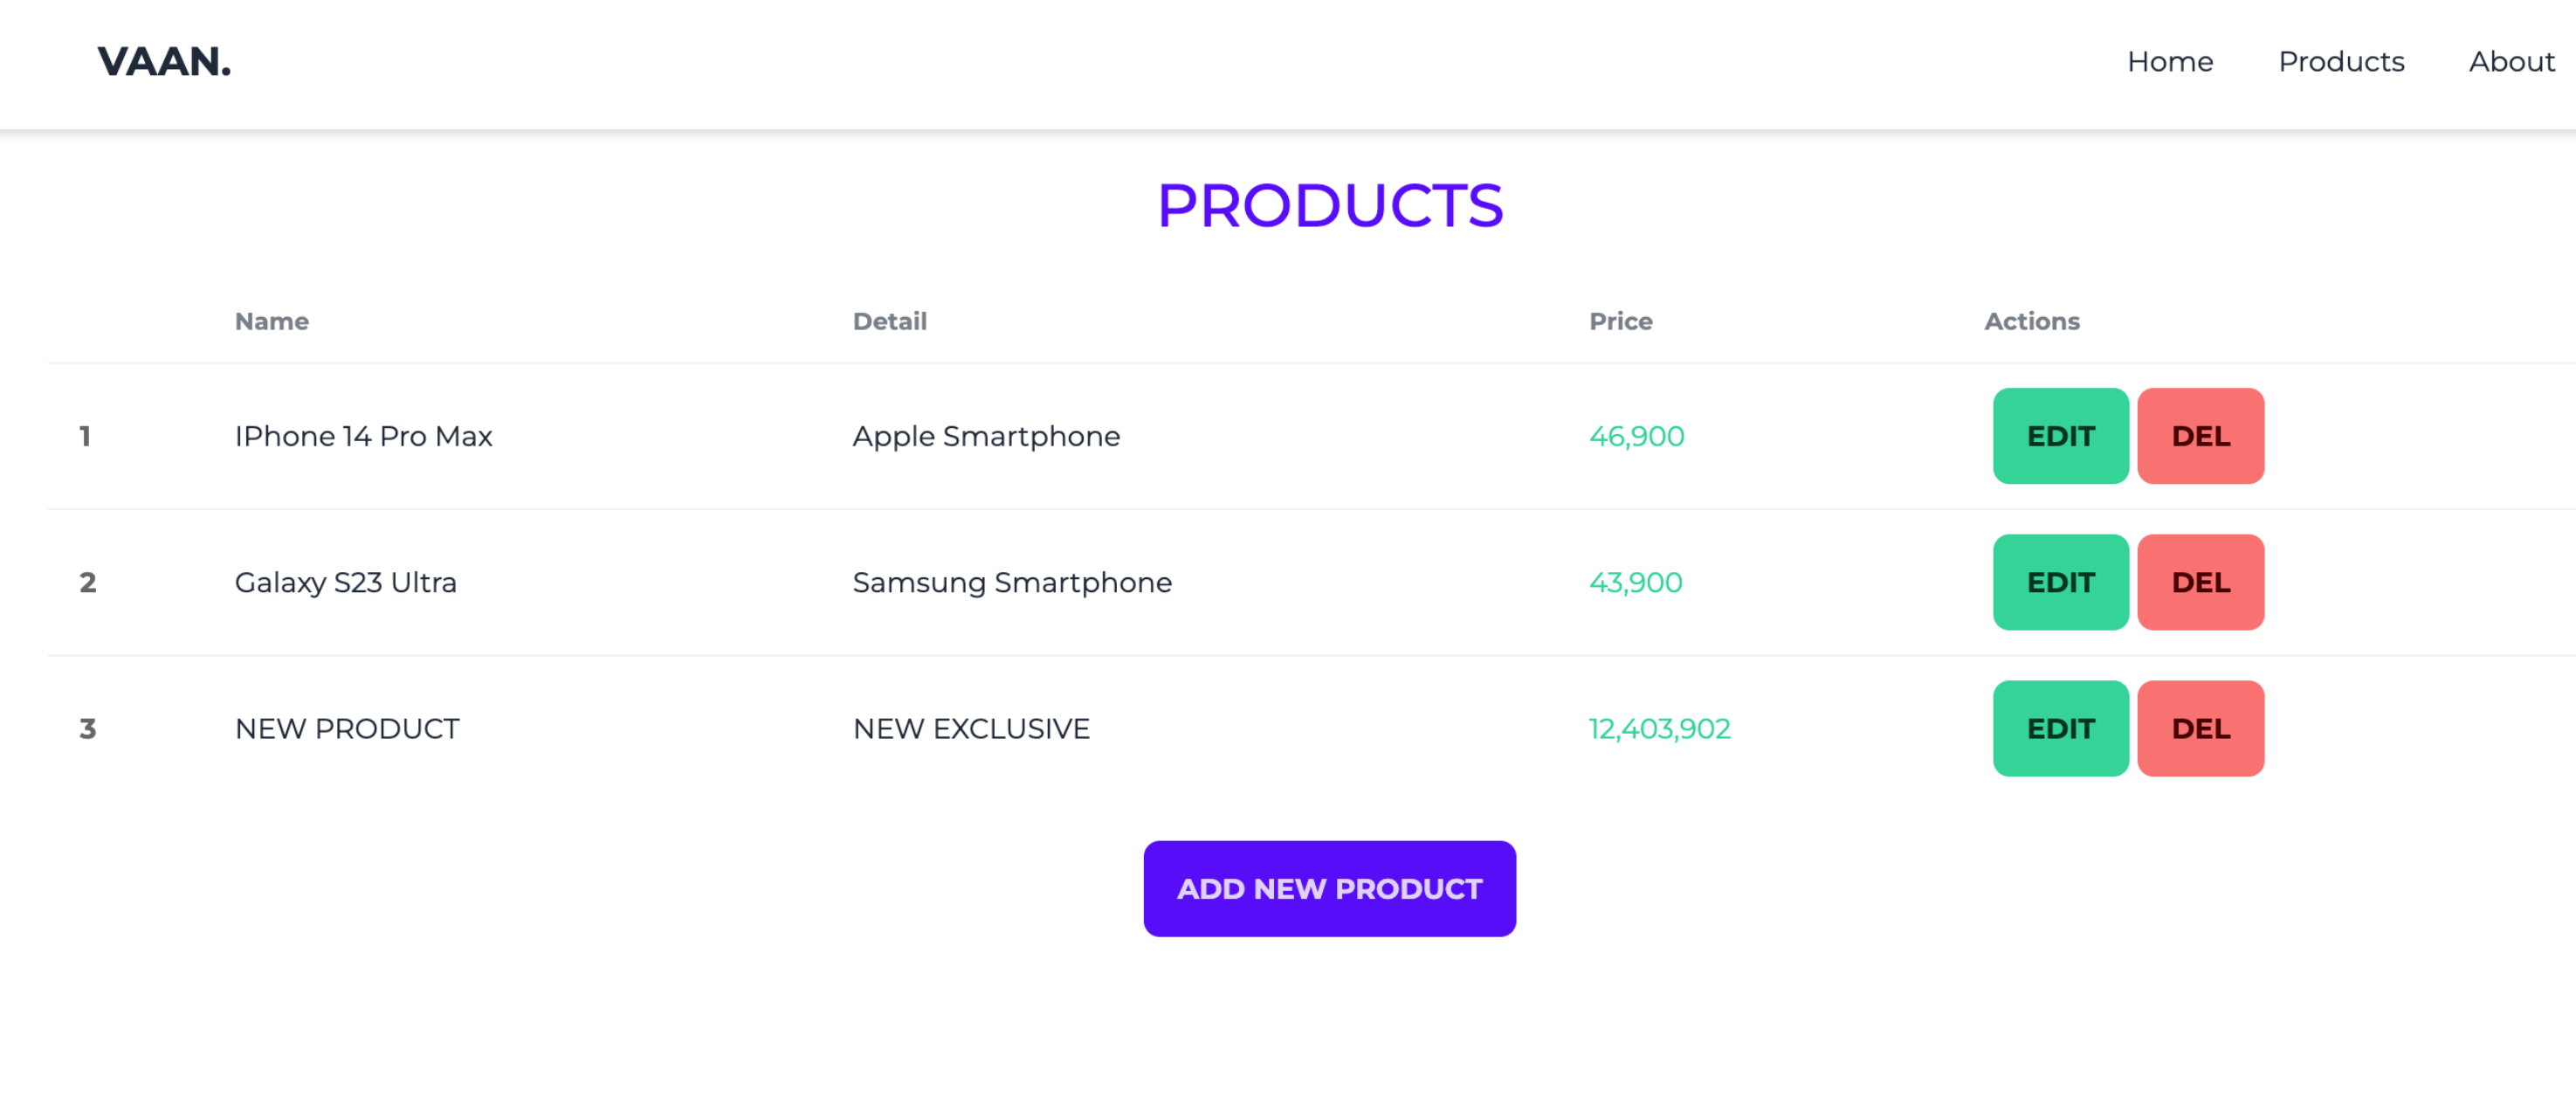 VAAN. Home Products About
PRODUCTS
Name Detail Price Actions
1 IPhone 14 Pro Max Apple Smartphone 46,900 EDIT DEL
2 Galaxy S23 Ultra Samsung Smartphone 43,900 EDIT DEL
3 NEW PRODUCT NEW EXCLUSIVE 12,403,902 EDIT DEL
ADD NEW PRODUCT